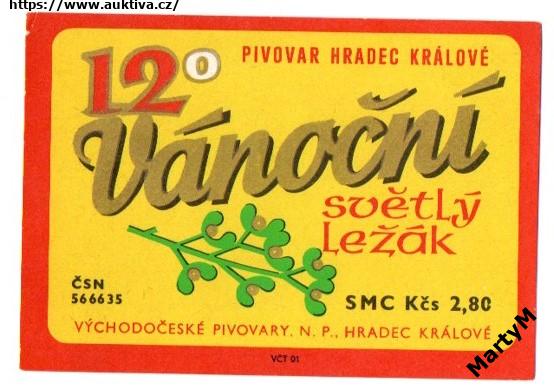 https://www.auktiva.cz/
12°
PIVOVAR HRADEC KRÁLOVÉ
Vánoční
světlý
ležák
ČSN
566635
SMC Kčs 2,80
VÝCHODOČESKÉ PIVOVARY, N. P., HRADEC KRÁLOVÉ
VČT 01
MartyM